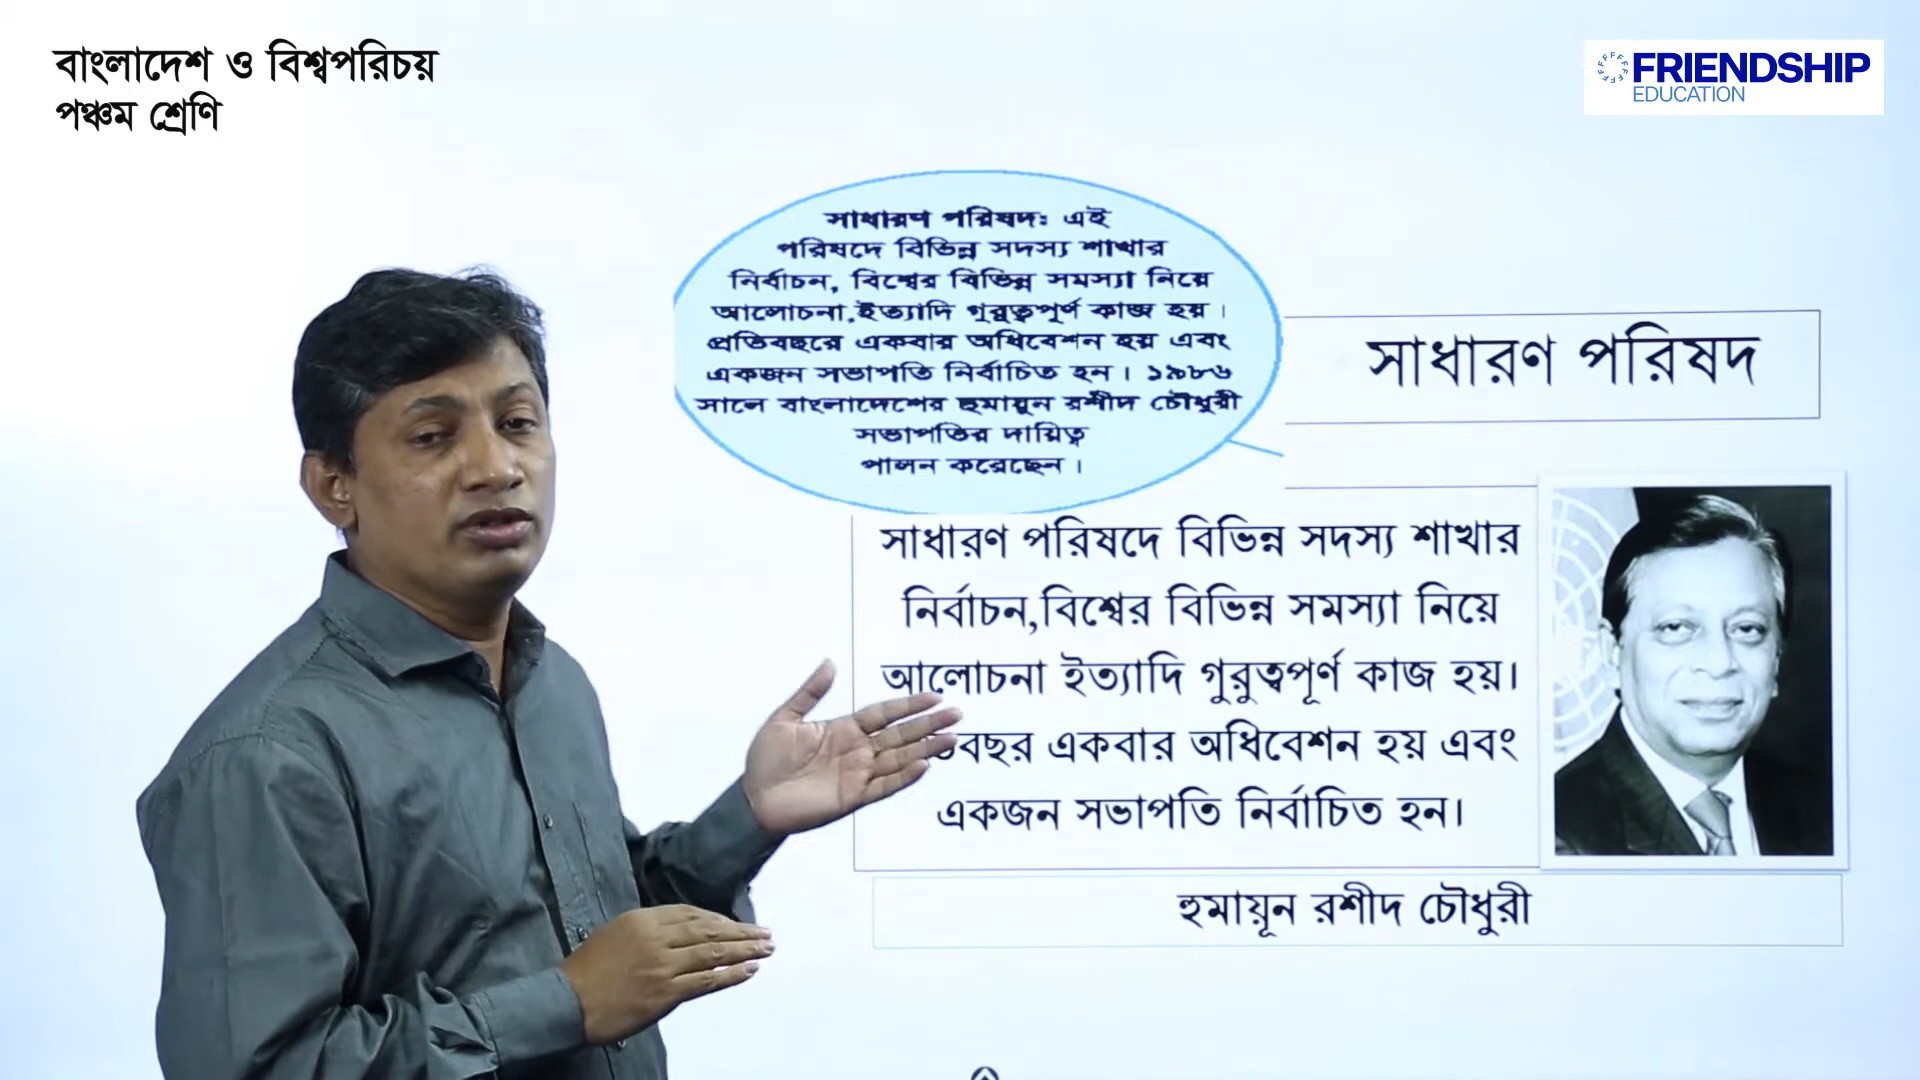 বাংলাদেশ ও বিশ্বপরিচয়
পঞ্চম শ্রেণি
FRIENDSHIP
EDUCATION
সাধারণ পরিষদঃ এই
পরিষদে বিভিন্ন সদস্য শাখার
নির্বাচন, বিশ্বের বিভিন্ন সমস্যা নিয়ে
আলোচনা,ইত্যাদি গুরুত্বপূর্ণ কাজ হয় ।
প্রতিবছরে একবার অধিবেশন হয় এবং
একজন সভাপতি নির্বাচিত হন । ১৯৮৬
সালে বাংলাদেশের হুমায়ূন রশীদ চৌধুরী
সভাপতির দায়িত্ব
পালন করেছেন ।
সাধারণ পরিষদ
সাধারণ পরিষদে বিভিন্ন সদস্য শাখার
নির্বাচন,বিশ্বের বিভিন্ন সমস্যা নিয়ে
আলোচনা ইত্যাদি গুরুত্বপূর্ণ কাজ হয়।
একবার অধিবেশন হয় এবং
একজন সভাপতি নির্বাচিত হন।
হুমায়ূন রশীদ চৌধুরী